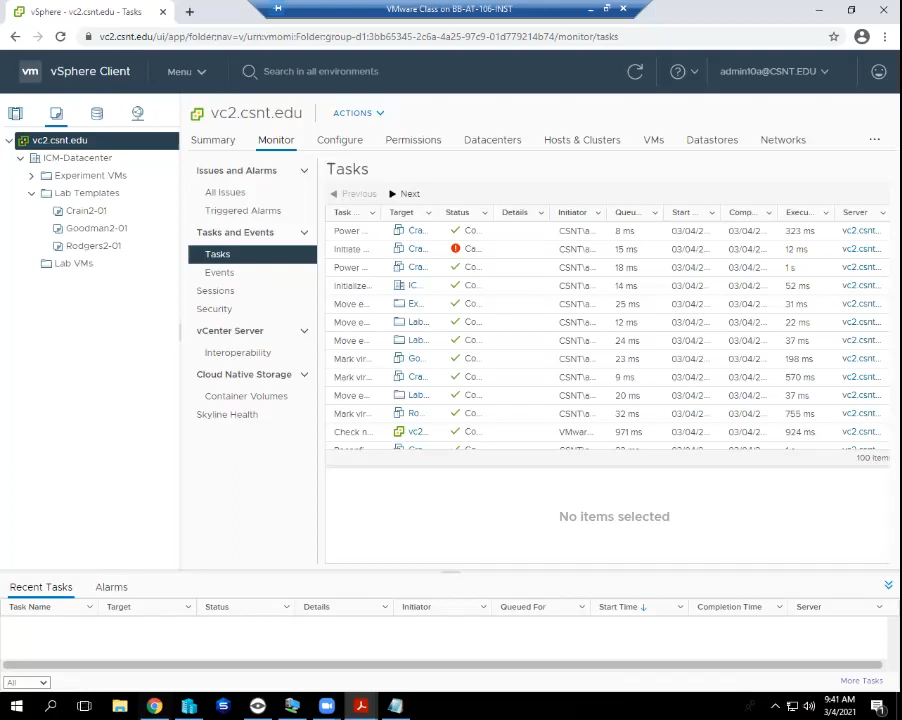 vSphere - vc2.csnt.edu - Tasks
VMware Class on BB-AT-106-INST
vc2.csnt.edu/ui/app/folder;nav=v/urn:vmomi:Folder:group-d1:3bb65345-2c6a-4a25-97c9-01d779214b74/monitor/tasks
vm vSphere Client Menu Search in all environments admin10a@CSNT.EDU
vc2.csnt.edu ACTIONS
Summary Monitor Configure Permissions Datacenters Hosts & Clusters VMs Datastores Networks ...
vc2.csnt.edu
ICM-Datacenter
Experiment VMs
Lab Templates
Crain2-01
Goodman2-01
Rodgers2-01
Lab VMs
Issues and Alarms
All Issues
Triggered Alarms
Tasks and Events
Tasks
Events
Sessions
Security
vCenter Server
Interoperability
Cloud Native Storage
Container Volumes
Skyline Health
Tasks
Previous Next
Task ... Target Status Details Initiator Queu... Start ... Comp... Execu... Server
Power ... Cra... Co... CSNT\a... 8 ms 03/04/2... 03/04/2... 323 ms vc2.csnt...
Initiate ... Cra... Ca... CSNT\a... 15 ms 03/04/2... 03/04/2... 12 ms vc2.csnt...
Power ... Cra... Co... CSNT\a... 18 ms 03/04/2... 03/04/2... 1 s vc2.csnt...
Initialize... IC... Co... CSNT\a... 14 ms 03/04/2... 03/04/2... 52 ms vc2.csnt...
Move e... Ex... Co... CSNT\a... 25 ms 03/04/2... 03/04/2... 31 ms vc2.csnt...
Move e... Lab... Co... CSNT\a... 12 ms 03/04/2... 03/04/2... 22 ms vc2.csnt...
Move e... Lab... Co... CSNT\a... 24 ms 03/04/2... 03/04/2... 37 ms vc2.csnt...
Mark vir... Go... Co... CSNT\a... 23 ms 03/04/2... 03/04/2... 198 ms vc2.csnt...
Mark vir... Cra... Co... CSNT\a... 9 ms 03/04/2... 03/04/2... 570 ms vc2.csnt...
Move e... Lab... Co... CSNT\a... 20 ms 03/04/2... 03/04/2... 37 ms vc2.csnt...
Mark vir... Ro... Co... CSNT\a... 32 ms 03/04/2... 03/04/2... 755 ms vc2.csnt...
Check n... vc2... Co... VMwar... 971 ms 03/04/2... 03/04/2... 924 ms vc2.csnt...
100 item
No items selected
Recent Tasks Alarms
Task Name Target Status Details Initiator Queued For Start Time Completion Time Server
All More Tasks
9:41 AM
3/4/2021
1